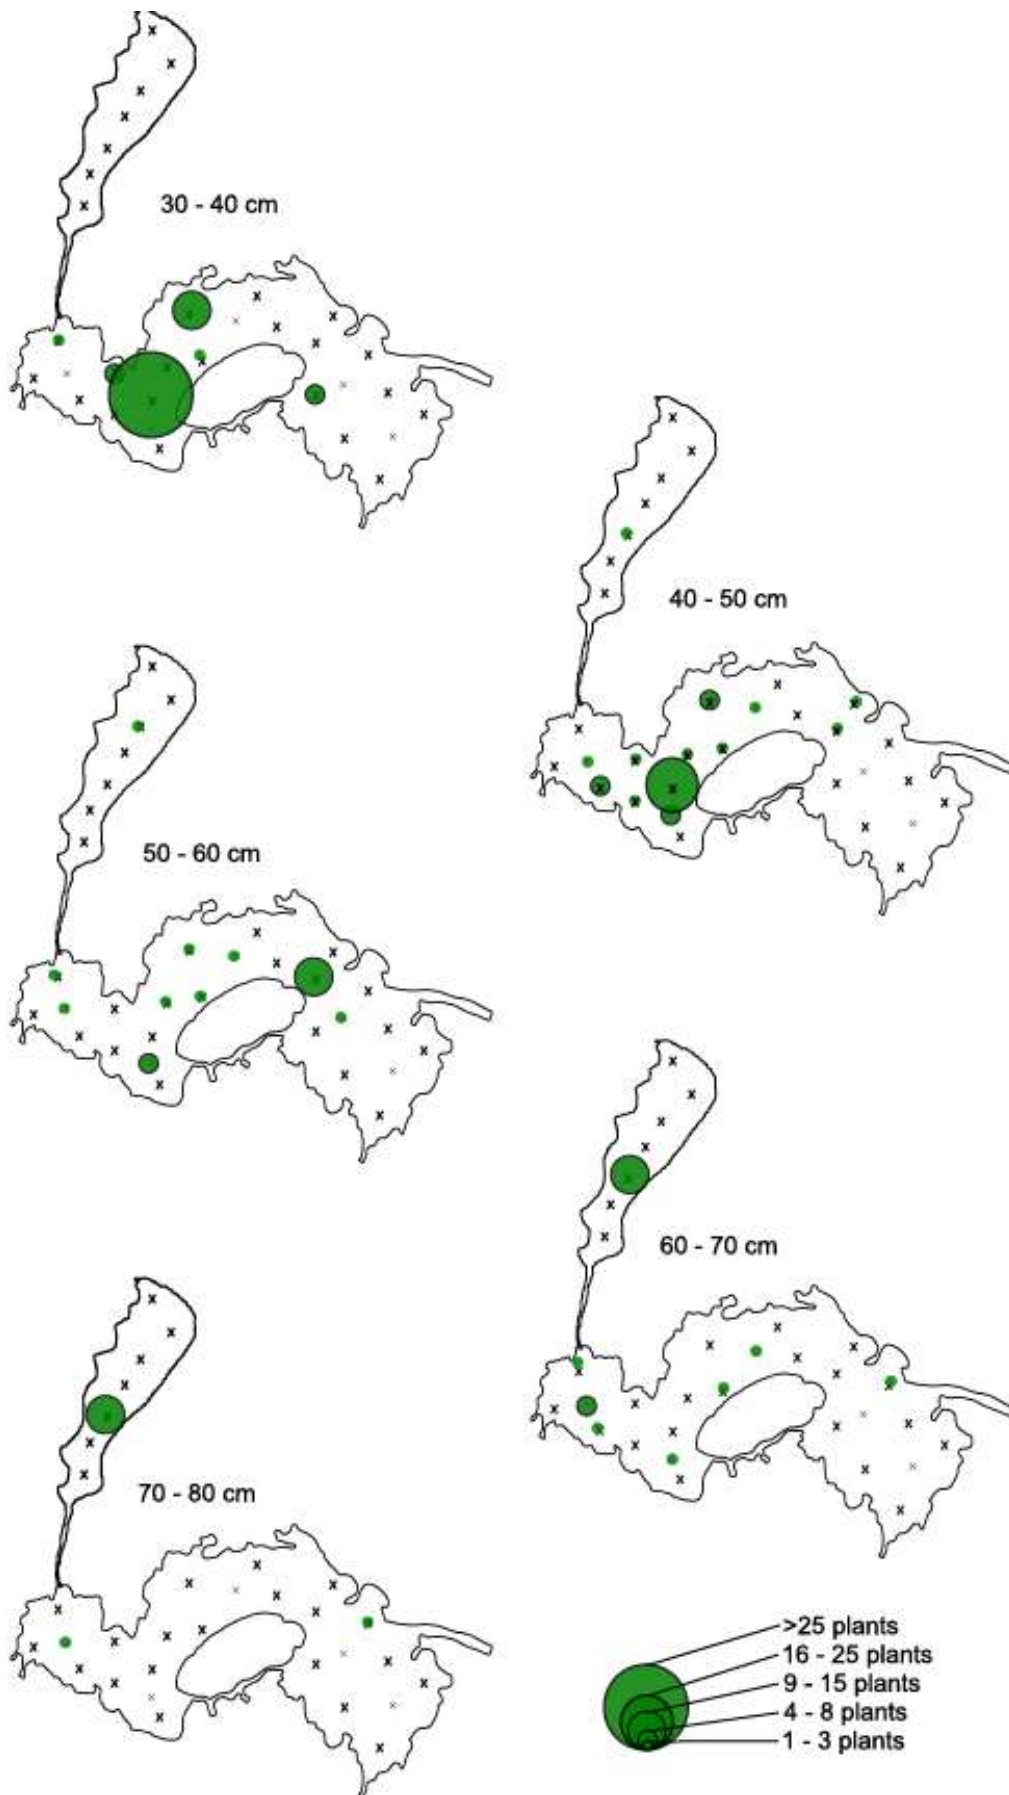 30 - 40 cm
40 - 50 cm
50 - 60 cm
60 - 70 cm
70 - 80 cm
>25 plants
16 - 25 plants
9 - 15 plants
4 - 8 plants
1 - 3 plants